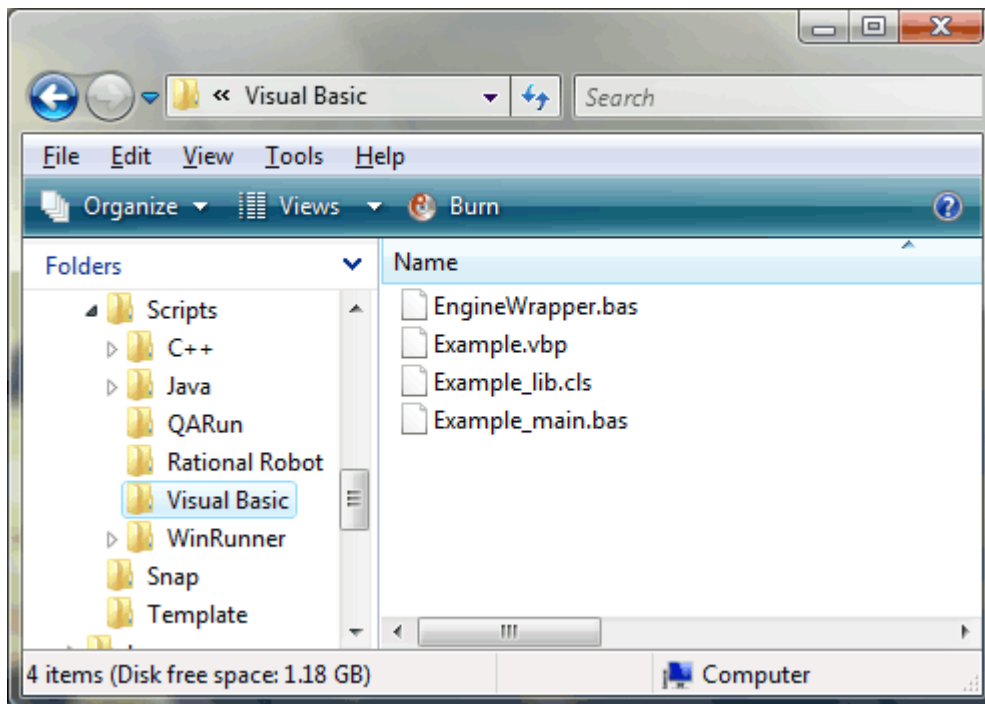 « Visual Basic
Search
File Edit View Tools Help
Organize Views Burn
Folders
Name
Scripts
C++
Java
QARun
Rational Robot
Visual Basic
WinRunner
Snap
Template
EngineWrapper.bas
Example.vbp
Example_lib.cls
Example_main.bas
4 items (Disk free space: 1.18 GB)
Computer